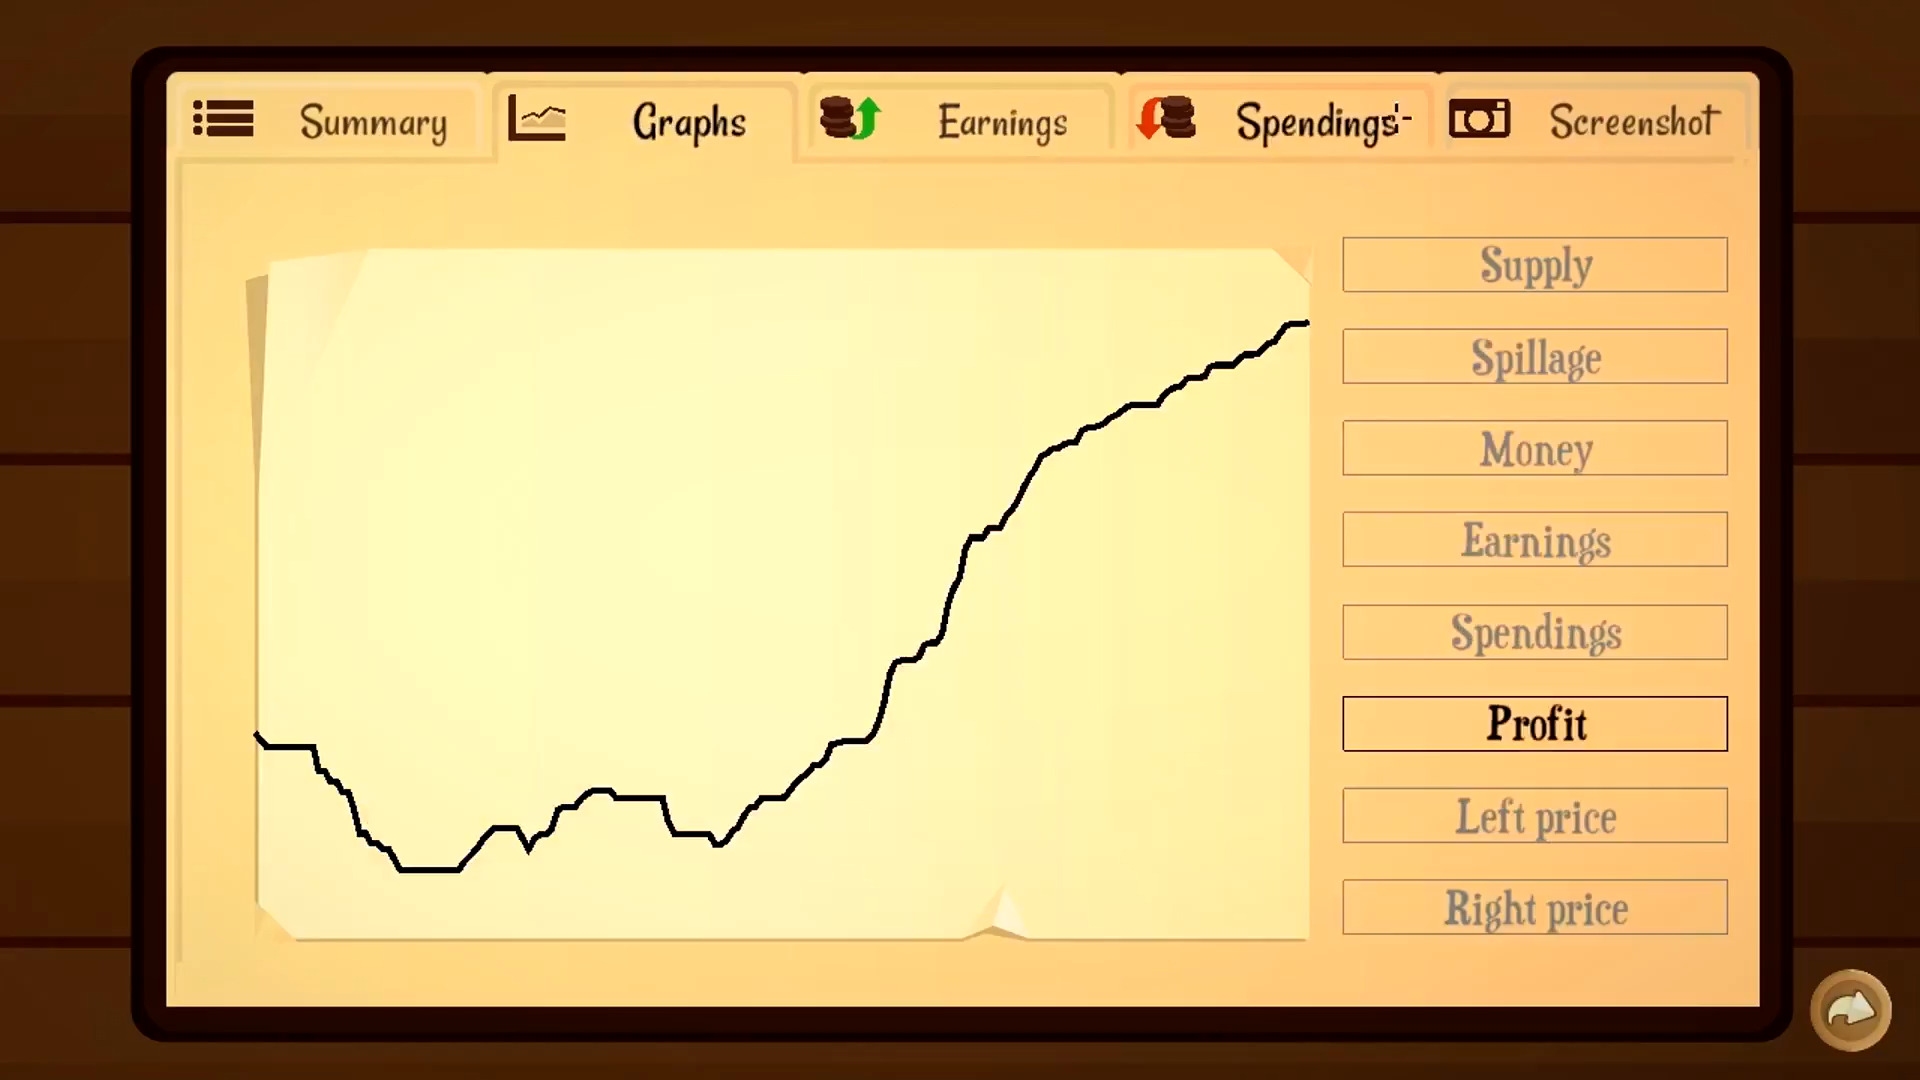 Summary
Graphs
Earnings
Spendings
Screenshot
Supply
Spillage
Money
Earnings
Spendings
Profit
Left price
Right price